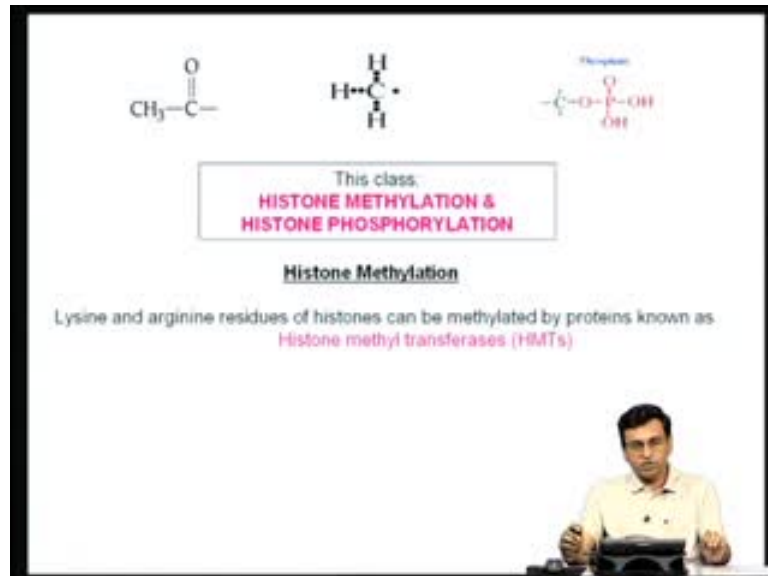 O
CH₃—C—
H
H••C•
H
Phosphate
O
—C—O—P—OH
OH
This class:
HISTONE METHYLATION &
HISTONE PHOSPHORYLATION
Histone Methylation
Lysine and arginine residues of histones can be methylated by proteins known as
Histone methyl transferases (HMTs)